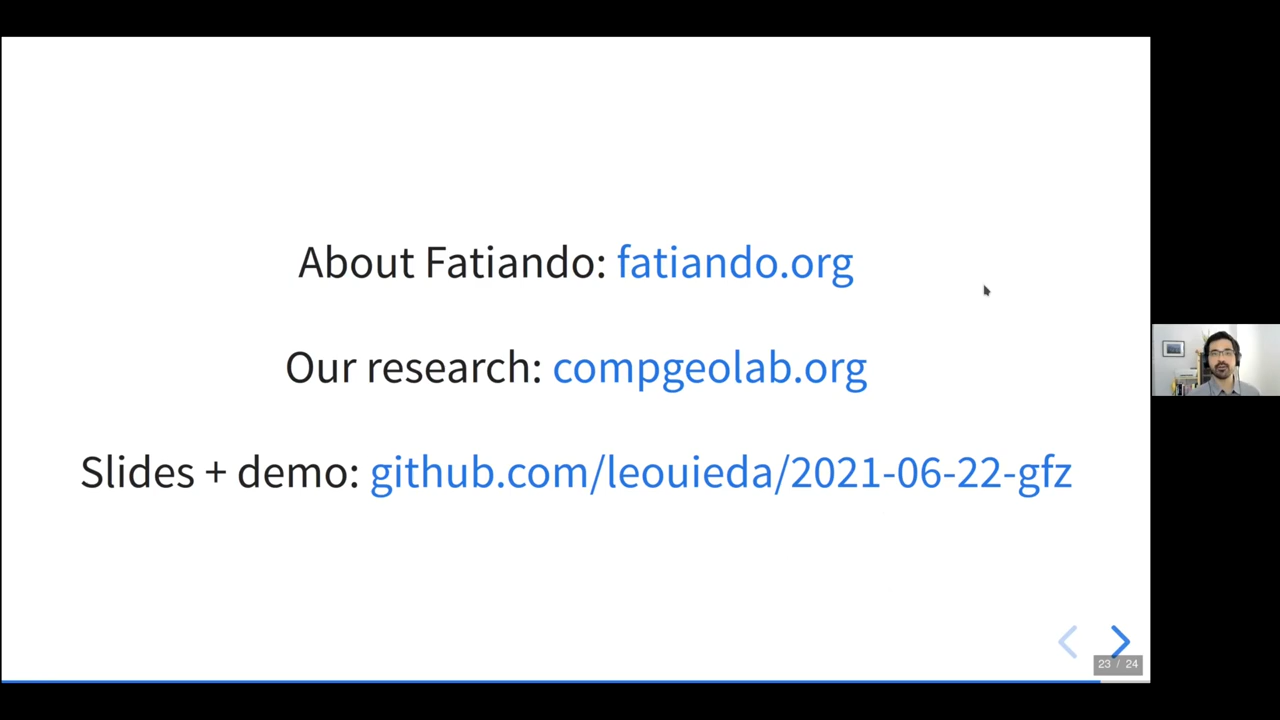 About Fatiando: fatiando.org
Our research: compgeolab.org
Slides + demo: github.com/leouieda/2021-06-22-gfz
23 / 24